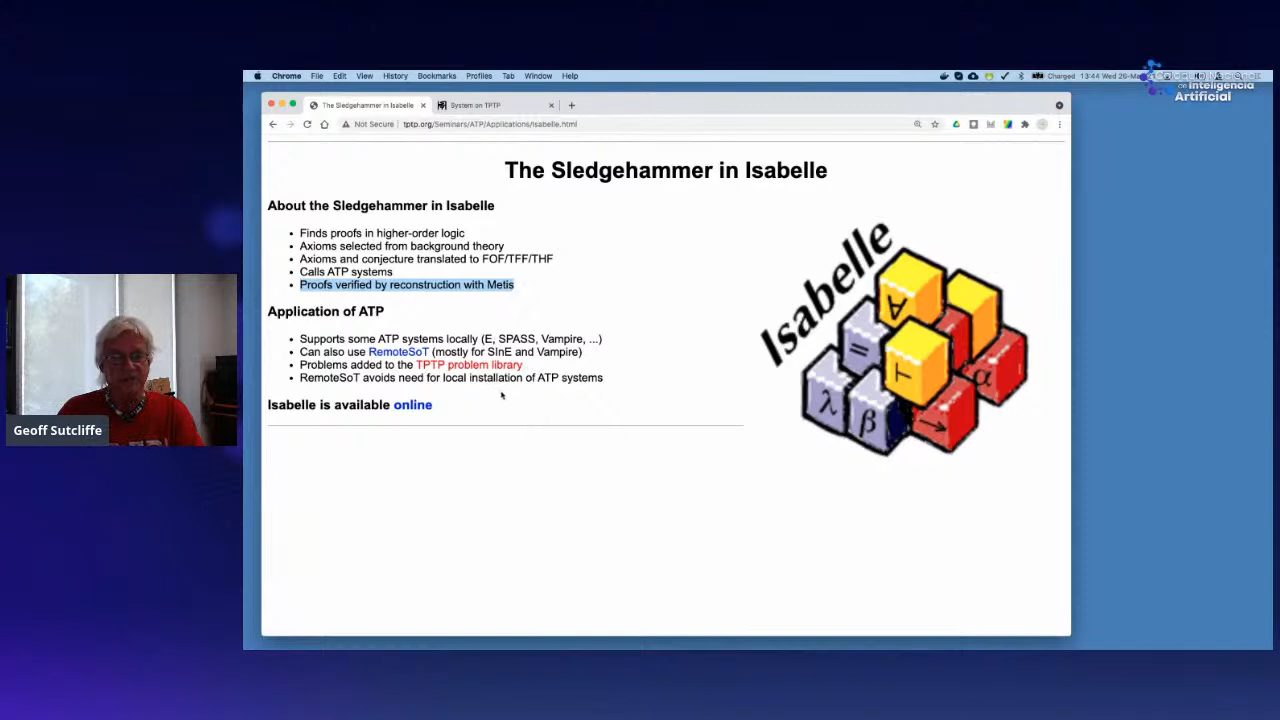 Chrome File Edit View History Bookmarks Profiles Tab Window Help
Charged 13:44 Wed 26
Inteligencia
Artificial
The Sledgehammer in Isabelle
System on TPTP
Not Secure tptp.org/Seminars/ATP/Applications/Isabelle.html
The Sledgehammer in Isabelle
About the Sledgehammer in Isabelle
• Finds proofs in higher-order logic
• Axioms selected from background theory
• Axioms and conjecture translated to FOF/TFF/THF
• Calls ATP systems
• Proofs verified by reconstruction with Metis
Application of ATP
• Supports some ATP systems locally (E, SPASS, Vampire, ...)
• Can also use RemoteSoT (mostly for SInE and Vampire)
• Problems added to the TPTP problem library
• RemoteSoT avoids need for local installation of ATP systems
Isabelle is available online
Isabelle
∀
=
α
λ
β
→
Geoff Sutcliffe